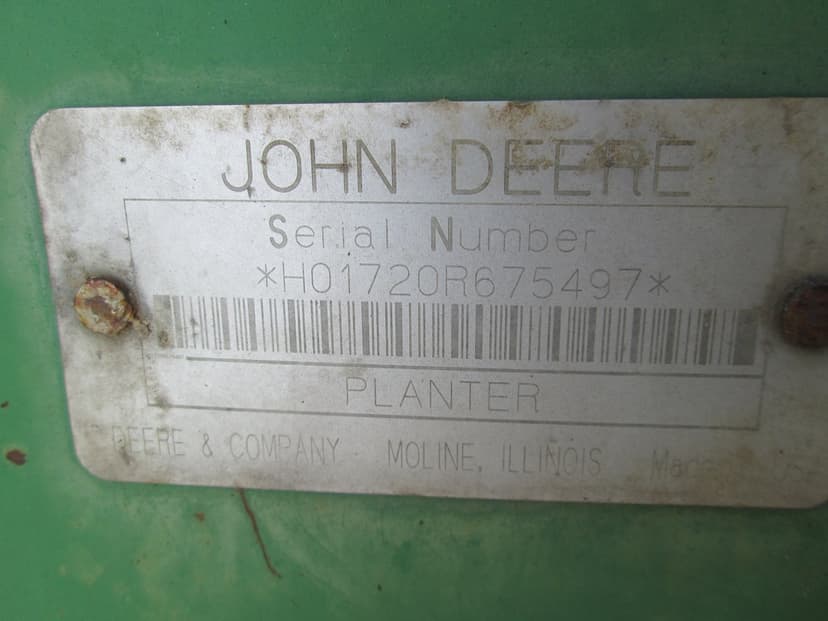 JOHN DEERE
Serial Number
*H01720R675497*
PLANTER
DEERE & COMPANY MOLINE, ILLINOIS